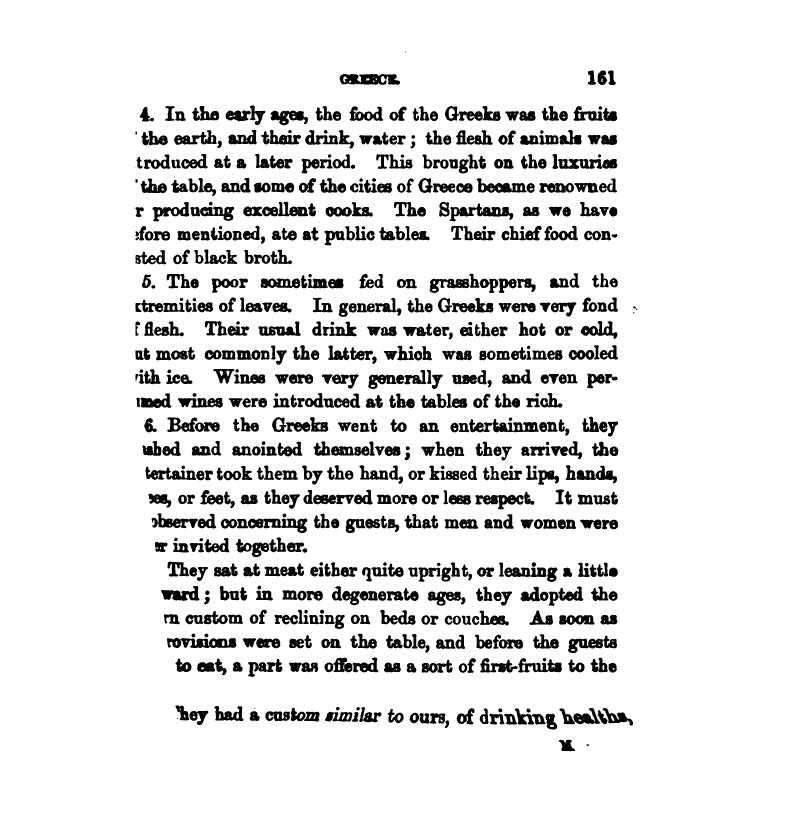 GREECE.
161
4. In the early ages, the food of the Greeks was the fruits
' the earth, and their drink, water ; the flesh of animals was
troduced at a later period. This brought on the luxuries
' the table, and some of the cities of Greece became renowned
r producing excellent cooks. The Spartans, as we have
fore mentioned, ate at public tables. Their chief food con-
sted of black broth.
5. The poor sometimes fed on grasshoppers, and the
xtremities of leaves. In general, the Greeks were very fond
f flesh. Their usual drink was water, either hot or cold,
ut most commonly the latter, which was sometimes cooled
ith ice. Wines were very generally used, and even per-
umed wines were introduced at the tables of the rich.
6. Before the Greeks went to an entertainment, they
shed and anointed themselves ; when they arrived, the
tertainer took them by the hand, or kissed their lips, hands,
es, or feet, as they deserved more or less respect. It must
observed concerning the guests, that men and women were
er invited together.
They sat at meat either quite upright, or leaning a little
ward ; but in more degenerate ages, they adopted the
rn custom of reclining on beds or couches. As soon as
rovisions were set on the table, and before the guests
to eat, a part was offered as a sort of first-fruits to the
hey had a custom similar to ours, of drinking healths,
M